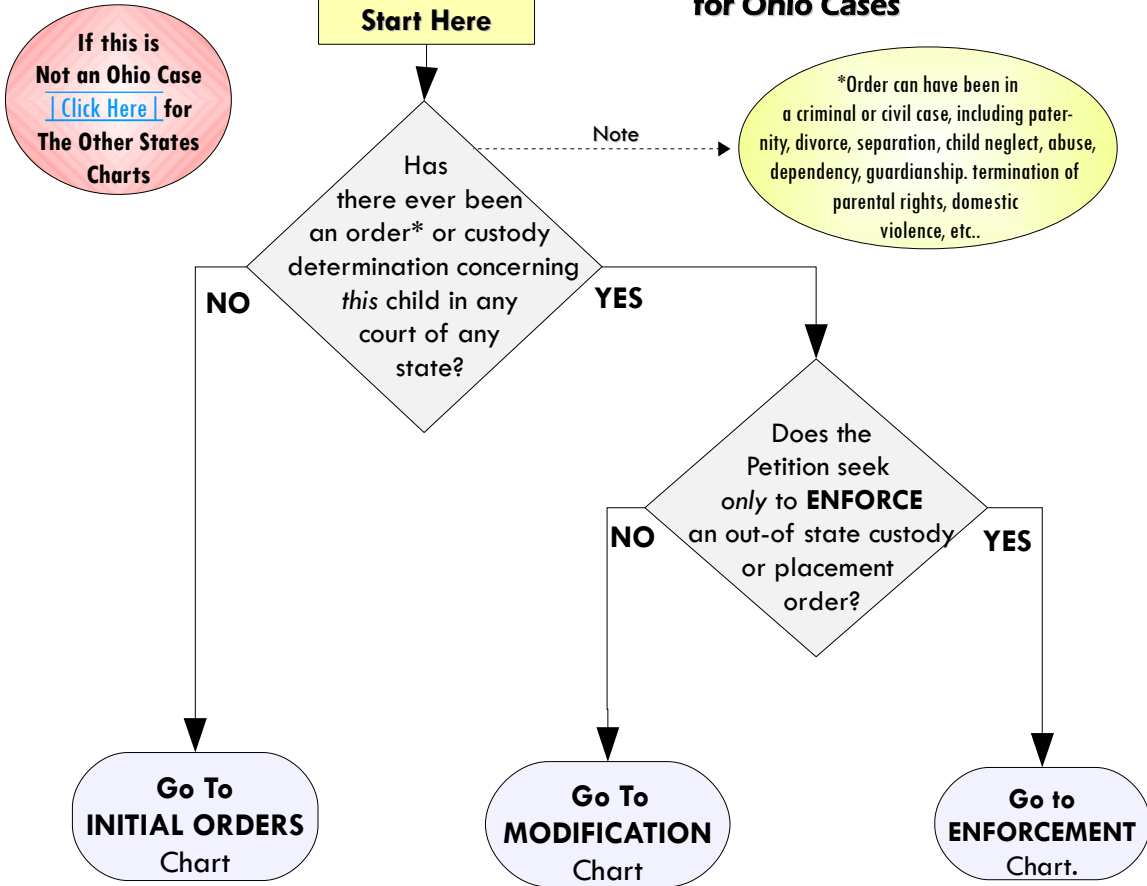 for Ohio Cases
Start Here
If this is
Not an Ohio Case
| Click Here | for
The Other States
Charts
Note
*Order can have been in
a criminal or civil case, including pater-
nity, divorce, separation, child neglect, abuse,
dependency, guardianship. termination of
parental rights, domestic
violence, etc..
Has
there ever been
an order* or custody
determination concerning
this child in any
court of any
state?
NO
YES
Does the
Petition seek
only to ENFORCE
an out-of state custody
or placement
order?
NO
YES
Go To
INITIAL ORDERS
Chart
Go To
MODIFICATION
Chart
Go to
ENFORCEMENT
Chart.